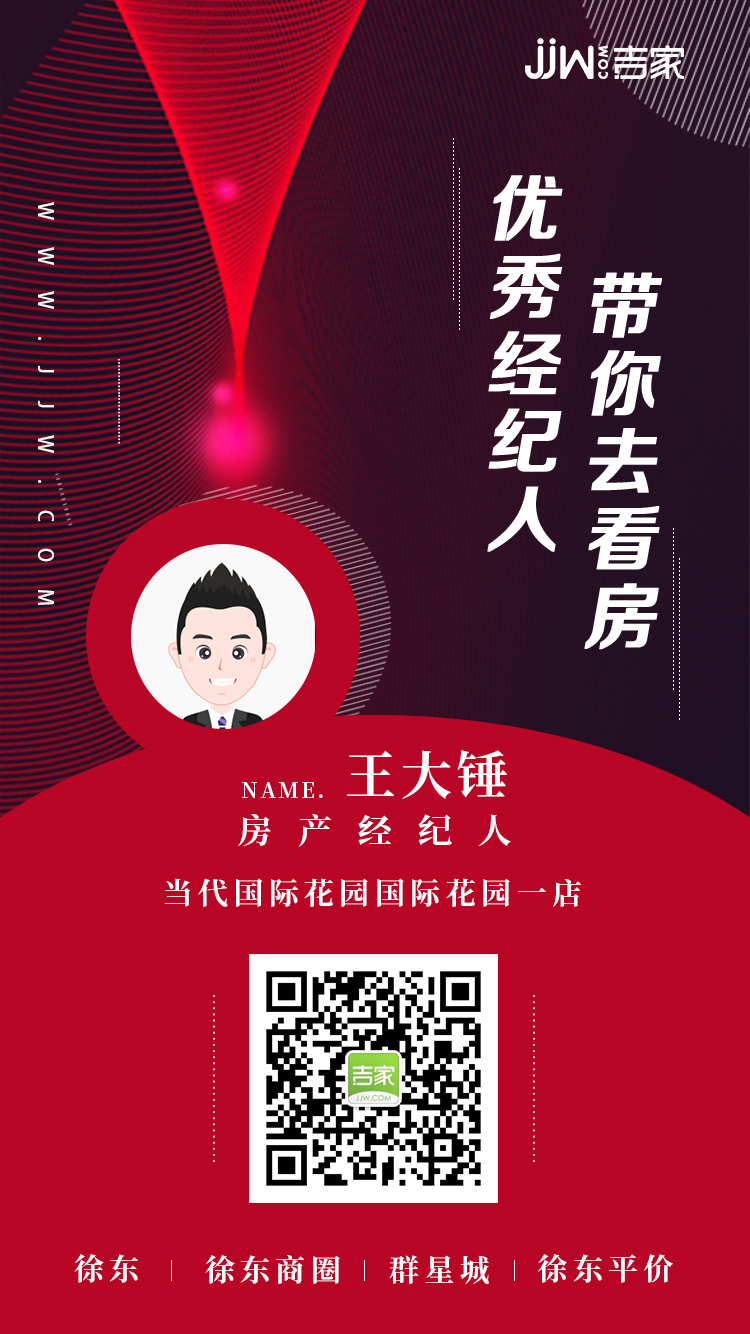 JJW.COM 吉家
WWW.JJW.COM
优秀经纪人
带你去看房
NAME. 王大锤
房产经纪人
当代国际花园国际花园一店
吉家
JJW.COM
徐东 | 徐东商圈 | 群星城 | 徐东平价